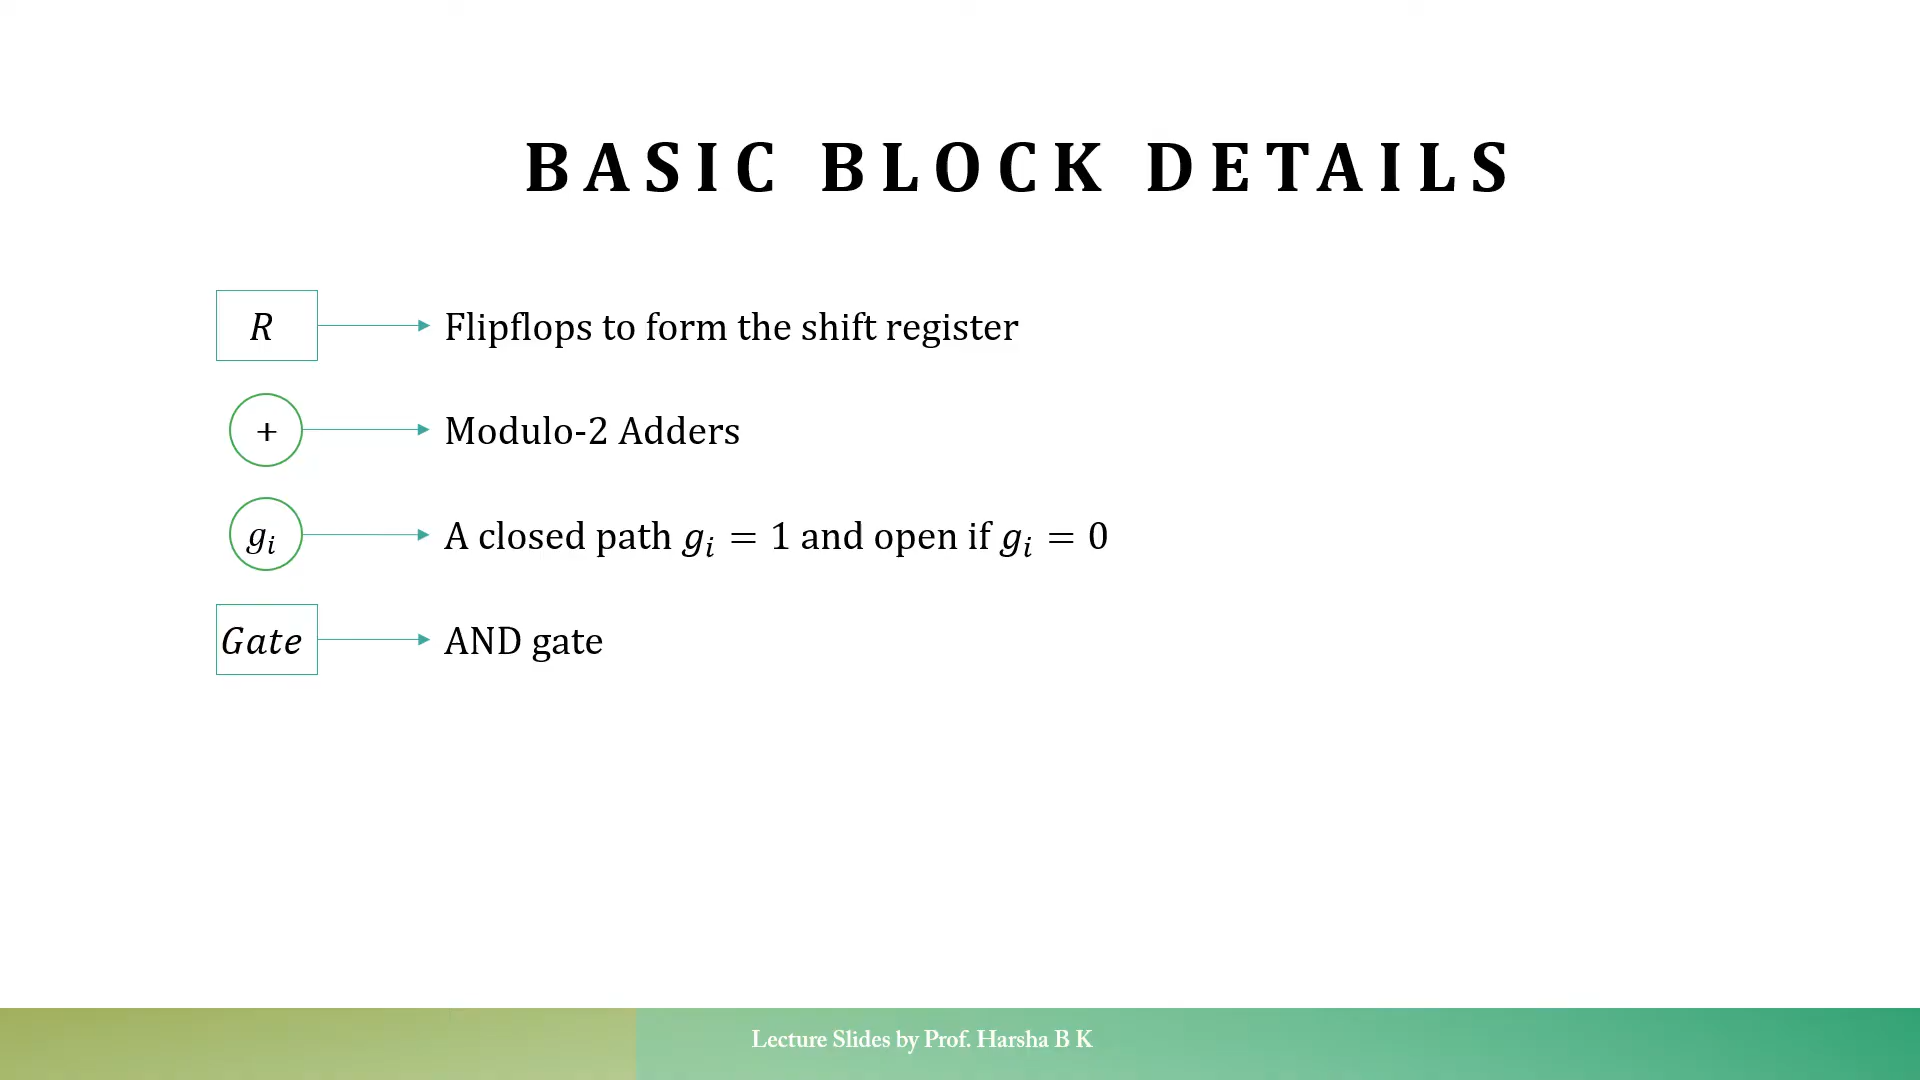 BASIC BLOCK DETAILS
R Flipflops to form the shift register
+ Modulo-2 Adders
gᵢ A closed path gᵢ = 1 and open if gᵢ = 0
Gate AND gate
Lecture Slides by Prof. Harsha B K